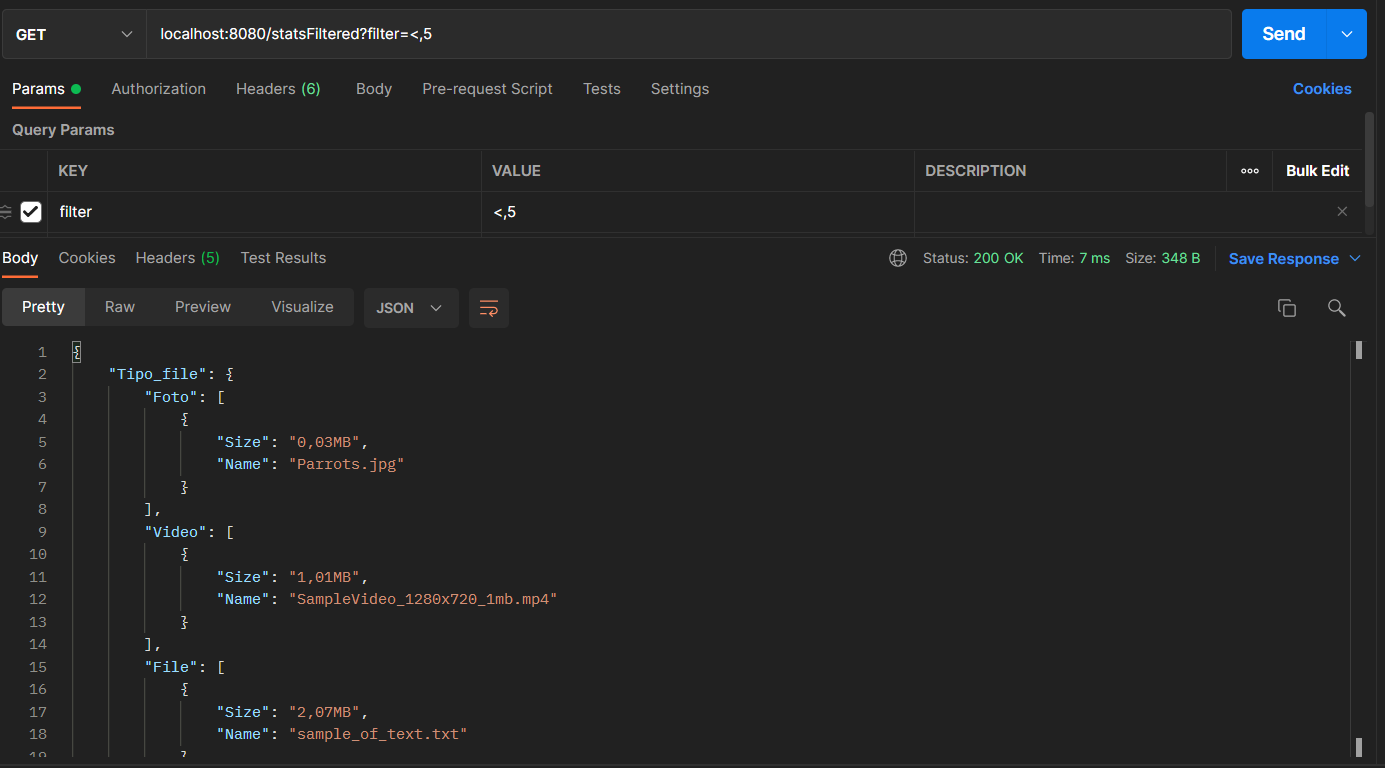 GET localhost:8080/statsFiltered?filter=<,5 Send
Params Authorization Headers (6) Body Pre-request Script Tests Settings Cookies
Query Params
KEY VALUE DESCRIPTION ooo Bulk Edit
filter <,5
Body Cookies Headers (5) Test Results Status: 200 OK Time: 7 ms Size: 348 B Save Response
Pretty Raw Preview Visualize JSON
1 {
2 "Tipo_file": {
3 "Foto": [
4 {
5 "Size": "0,03MB",
6 "Name": "Parrots.jpg"
7 }
8 ],
9 "Video": [
10 {
11 "Size": "1,01MB",
12 "Name": "SampleVideo_1280x720_1mb.mp4"
13 }
14 ],
15 "File": [
16 {
17 "Size": "2,07MB",
18 "Name": "sample_of_text.txt"
19 }